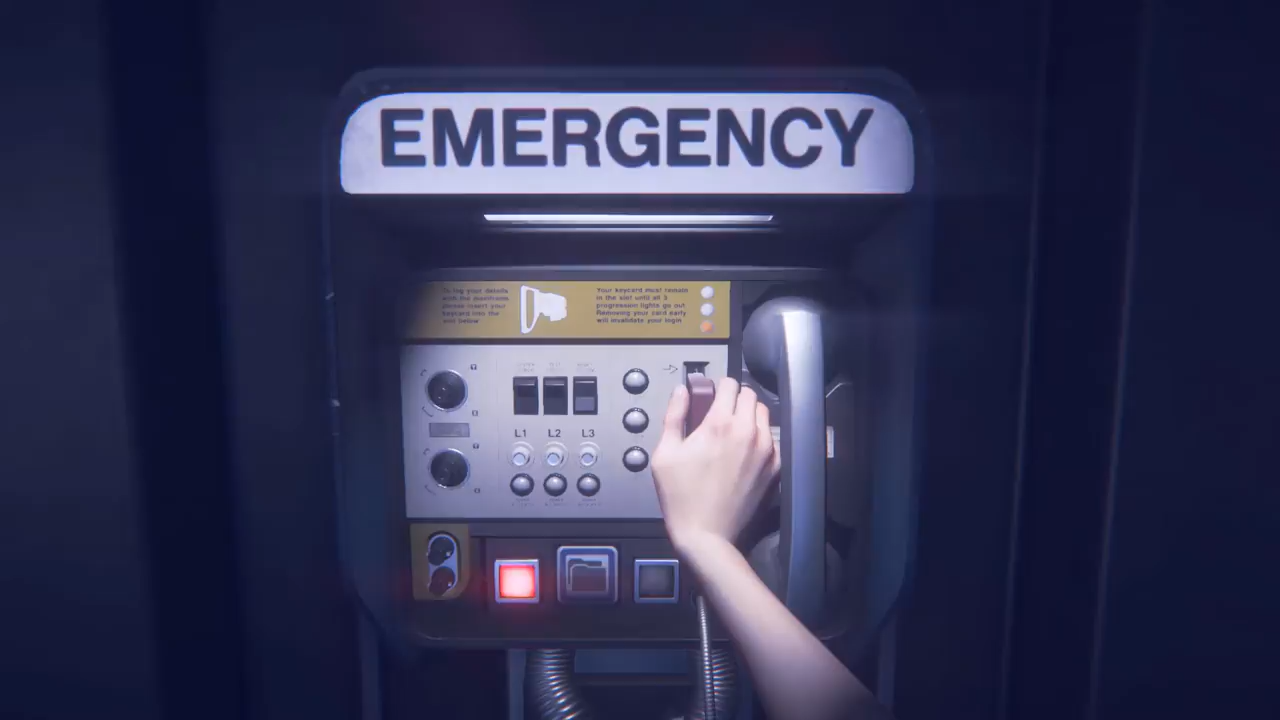 EMERGENCY
To log your details
with the mainframe
please insert your
keycard into the
slot below
Your keycard must remain
in the slot until all 3
progression lights go out
Removing your card early
will invalidate your login
L1 L2 L3